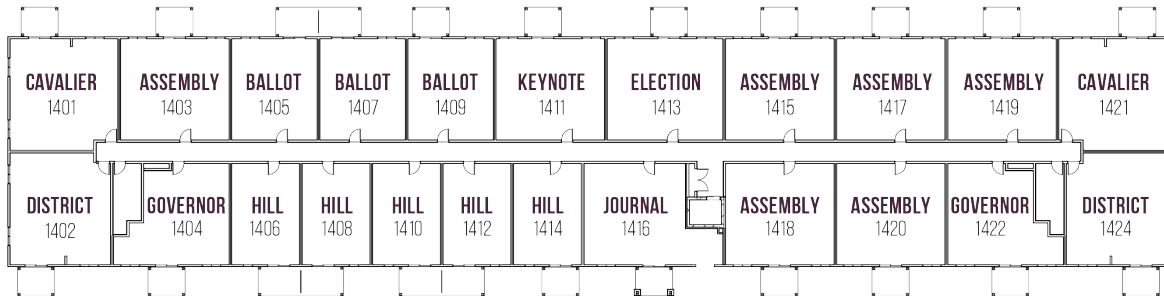 CAVALIER
1401
ASSEMBLY
1403
BALLOT
1405
BALLOT
1407
BALLOT
1409
KEYNOTE
1411
ELECTION
1413
ASSEMBLY
1415
ASSEMBLY
1417
ASSEMBLY
1419
CAVALIER
1421
DISTRICT
1402
GOVERNOR
1404
HILL
1406
HILL
1408
HILL
1410
HILL
1412
HILL
1414
JOURNAL
1416
ASSEMBLY
1418
ASSEMBLY
1420
GOVERNOR
1422
DISTRICT
1424